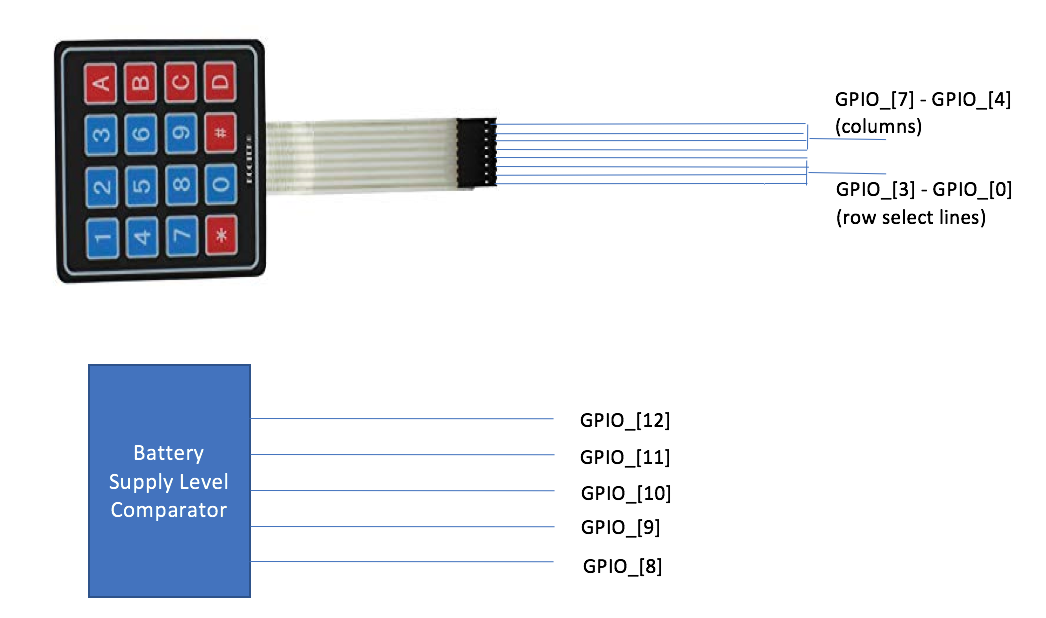 A B C D
3 6 9 #
2 5 8 0
1 4 7 *
GPIO_[7] - GPIO_[4]
(columns)
GPIO_[3] - GPIO_[0]
(row select lines)
Battery
Supply Level
Comparator
GPIO_[12]
GPIO_[11]
GPIO_[10]
GPIO_[9]
GPIO_[8]